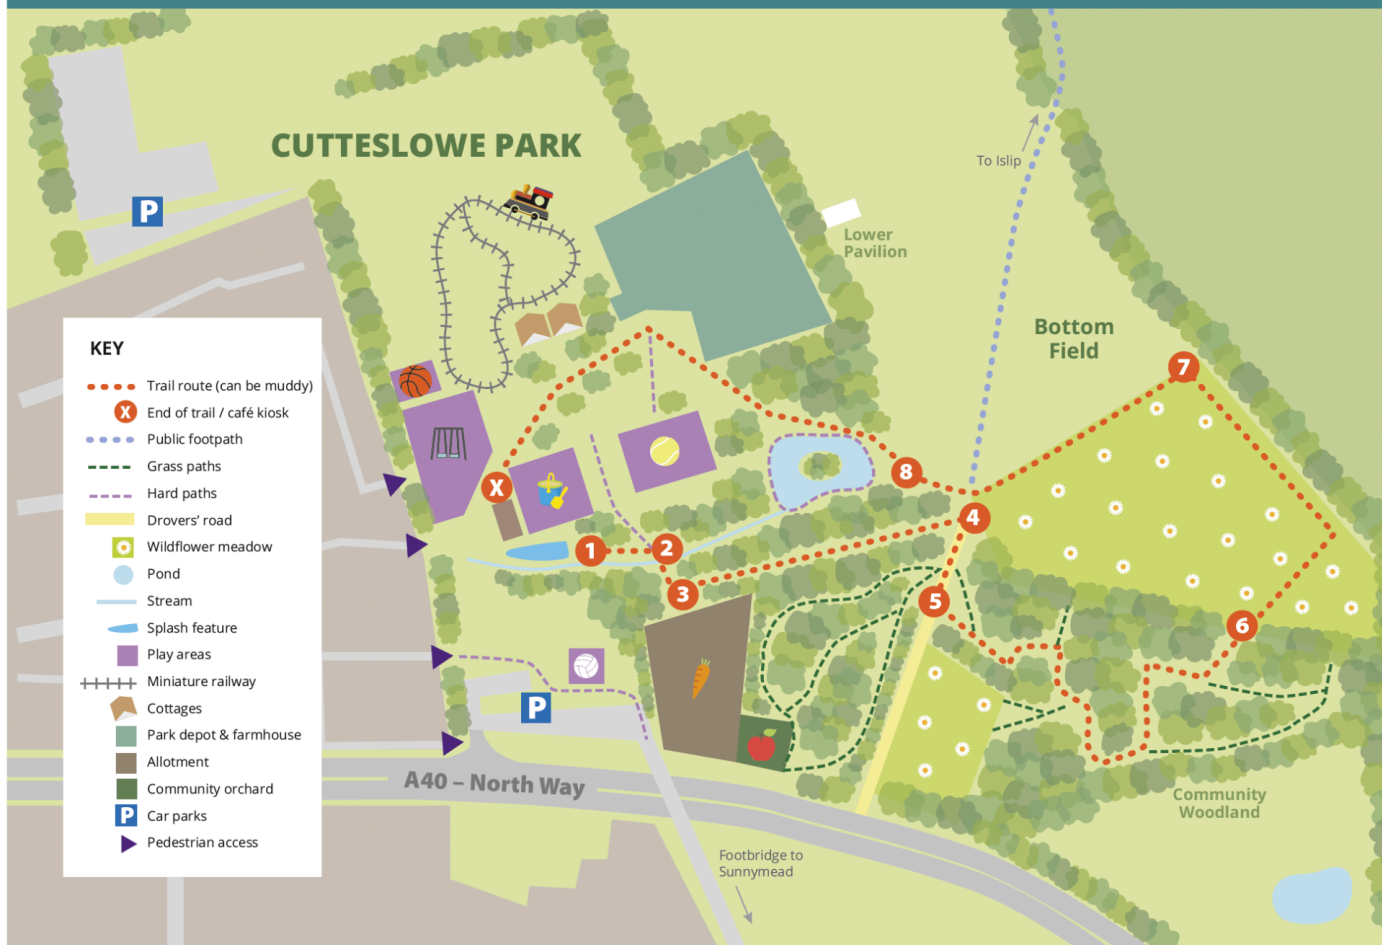 CUTTESLOWE PARK
To Islip
P
Lower
Pavilion
Bottom
Field
7
KEY
Trail route (can be muddy)
X End of trail / café kiosk
Public footpath
Grass paths
Hard paths
Drovers' road
Wildflower meadow
Pond
Stream
Splash feature
Play areas
Miniature railway
Cottages
Park depot & farmhouse
Allotment
Community orchard
P Car parks
Pedestrian access
X
8
4
1
2
3
5
6
P
A40 – North Way
Community
Woodland
Footbridge to
Sunnymead